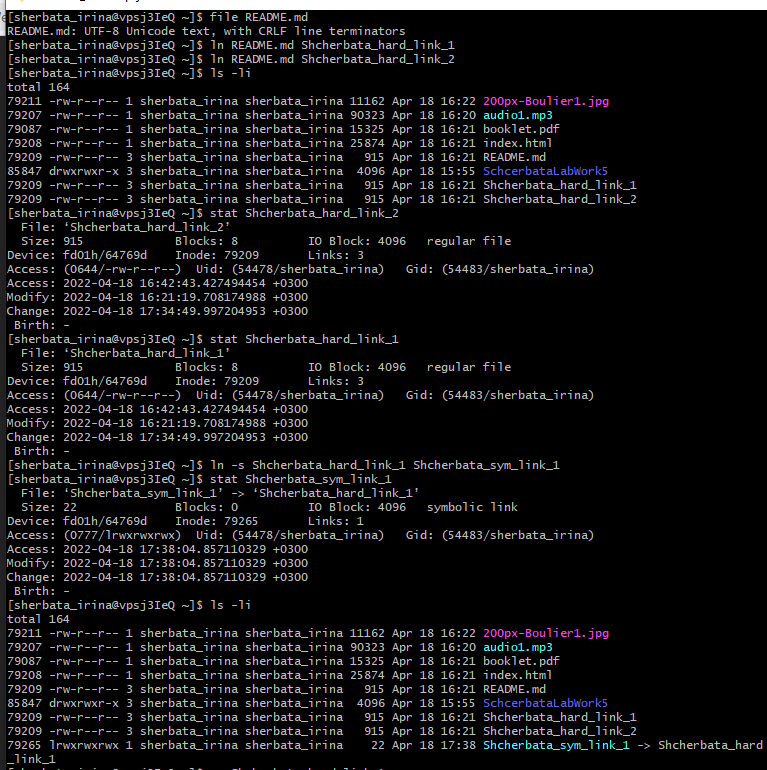 [sherbata_irina@vpsj3IeQ ~]$ file README.md
README.md: UTF-8 Unicode text, with CRLF line terminators
[sherbata_irina@vpsj3IeQ ~]$ ln README.md Shcherbata_hard_link_1
[sherbata_irina@vpsj3IeQ ~]$ ln README.md Shcherbata_hard_link_2
[sherbata_irina@vpsj3IeQ ~]$ ls -li
total 164
79211 -rw-r--r-- 1 sherbata_irina sherbata_irina 11162 Apr 18 16:22 200px-Boulier1.jpg
79207 -rw-r--r-- 1 sherbata_irina sherbata_irina 90323 Apr 18 16:20 audio1.mp3
79087 -rw-r--r-- 1 sherbata_irina sherbata_irina 15325 Apr 18 16:21 booklet.pdf
79208 -rw-r--r-- 1 sherbata_irina sherbata_irina 25874 Apr 18 16:21 index.html
79209 -rw-r--r-- 3 sherbata_irina sherbata_irina   915 Apr 18 16:21 README.md
85847 drwxrwxr-x 3 sherbata_irina sherbata_irina  4096 Apr 18 15:55 SchcerbataLabWork5
79209 -rw-r--r-- 3 sherbata_irina sherbata_irina   915 Apr 18 16:21 Shcherbata_hard_link_1
79209 -rw-r--r-- 3 sherbata_irina sherbata_irina   915 Apr 18 16:21 Shcherbata_hard_link_2
[sherbata_irina@vpsj3IeQ ~]$ stat Shcherbata_hard_link_2
  File: ‘Shcherbata_hard_link_2’
  Size: 915             Blocks: 8          IO Block: 4096   regular file
Device: fd01h/64769d    Inode: 79209       Links: 3
Access: (0644/-rw-r--r--)  Uid: (54478/sherbata_irina)   Gid: (54483/sherbata_irina)
Access: 2022-04-18 16:42:43.427494454 +0300
Modify: 2022-04-18 16:21:19.708174988 +0300
Change: 2022-04-18 17:34:49.997204953 +0300
 Birth: -
[sherbata_irina@vpsj3IeQ ~]$ stat Shcherbata_hard_link_1
  File: ‘Shcherbata_hard_link_1’
  Size: 915             Blocks: 8          IO Block: 4096   regular file
Device: fd01h/64769d    Inode: 79209       Links: 3
Access: (0644/-rw-r--r--)  Uid: (54478/sherbata_irina)   Gid: (54483/sherbata_irina)
Access: 2022-04-18 16:42:43.427494454 +0300
Modify: 2022-04-18 16:21:19.708174988 +0300
Change: 2022-04-18 17:34:49.997204953 +0300
 Birth: -
[sherbata_irina@vpsj3IeQ ~]$ ln -s Shcherbata_hard_link_1 Shcherbata_sym_link_1
[sherbata_irina@vpsj3IeQ ~]$ stat Shcherbata_sym_link_1
  File: ‘Shcherbata_sym_link_1’ -> ‘Shcherbata_hard_link_1’
  Size: 22              Blocks: 0          IO Block: 4096   symbolic link
Device: fd01h/64769d    Inode: 79265       Links: 1
Access: (0777/lrwxrwxrwx)  Uid: (54478/sherbata_irina)   Gid: (54483/sherbata_irina)
Access: 2022-04-18 17:38:04.857110329 +0300
Modify: 2022-04-18 17:38:04.857110329 +0300
Change: 2022-04-18 17:38:04.857110329 +0300
 Birth: -
[sherbata_irina@vpsj3IeQ ~]$ ls -li
total 164
79211 -rw-r--r-- 1 sherbata_irina sherbata_irina 11162 Apr 18 16:22 200px-Boulier1.jpg
79207 -rw-r--r-- 1 sherbata_irina sherbata_irina 90323 Apr 18 16:20 audio1.mp3
79087 -rw-r--r-- 1 sherbata_irina sherbata_irina 15325 Apr 18 16:21 booklet.pdf
79208 -rw-r--r-- 1 sherbata_irina sherbata_irina 25874 Apr 18 16:21 index.html
79209 -rw-r--r-- 3 sherbata_irina sherbata_irina   915 Apr 18 16:21 README.md
85847 drwxrwxr-x 3 sherbata_irina sherbata_irina  4096 Apr 18 15:55 SchcerbataLabWork5
79209 -rw-r--r-- 3 sherbata_irina sherbata_irina   915 Apr 18 16:21 Shcherbata_hard_link_1
79209 -rw-r--r-- 3 sherbata_irina sherbata_irina   915 Apr 18 16:21 Shcherbata_hard_link_2
79265 lrwxrwxrwx 1 sherbata_irina sherbata_irina    22 Apr 18 17:38 Shcherbata_sym_link_1 -> Shcherbata_hard
_link_1